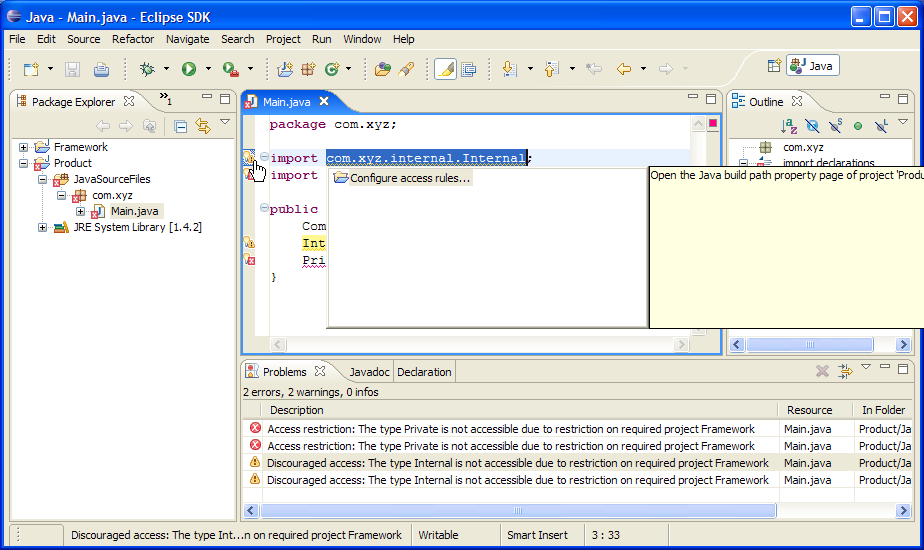 Java - Main.java - Eclipse SDK
File Edit Source Refactor Navigate Search Project Run Window Help
Java
Package Explorer
1
Framework
Product
JavaSourceFiles
com.xyz
Main.java
JRE System Library [1.4.2]
Main.java
package com.xyz;
import com.xyz.internal.Internal;
import
public
Com
Int
Pri
}
Configure access rules...
Open the Java build path property page of project 'Produ
Outline
com.xyz
import declarations
Problems Javadoc Declaration
2 errors, 2 warnings, 0 infos
Description Resource In Folder
Access restriction: The type Private is not accessible due to restriction on required project Framework Main.java Product/Ja
Access restriction: The type Private is not accessible due to restriction on required project Framework Main.java Product/Ja
Discouraged access: The type Internal is not accessible due to restriction on required project Framework Main.java Product/Ja
Discouraged access: The type Internal is not accessible due to restriction on required project Framework Main.java Product/Ja
Discouraged access: The type Int...n on required project Framework Writable Smart Insert 3 : 33